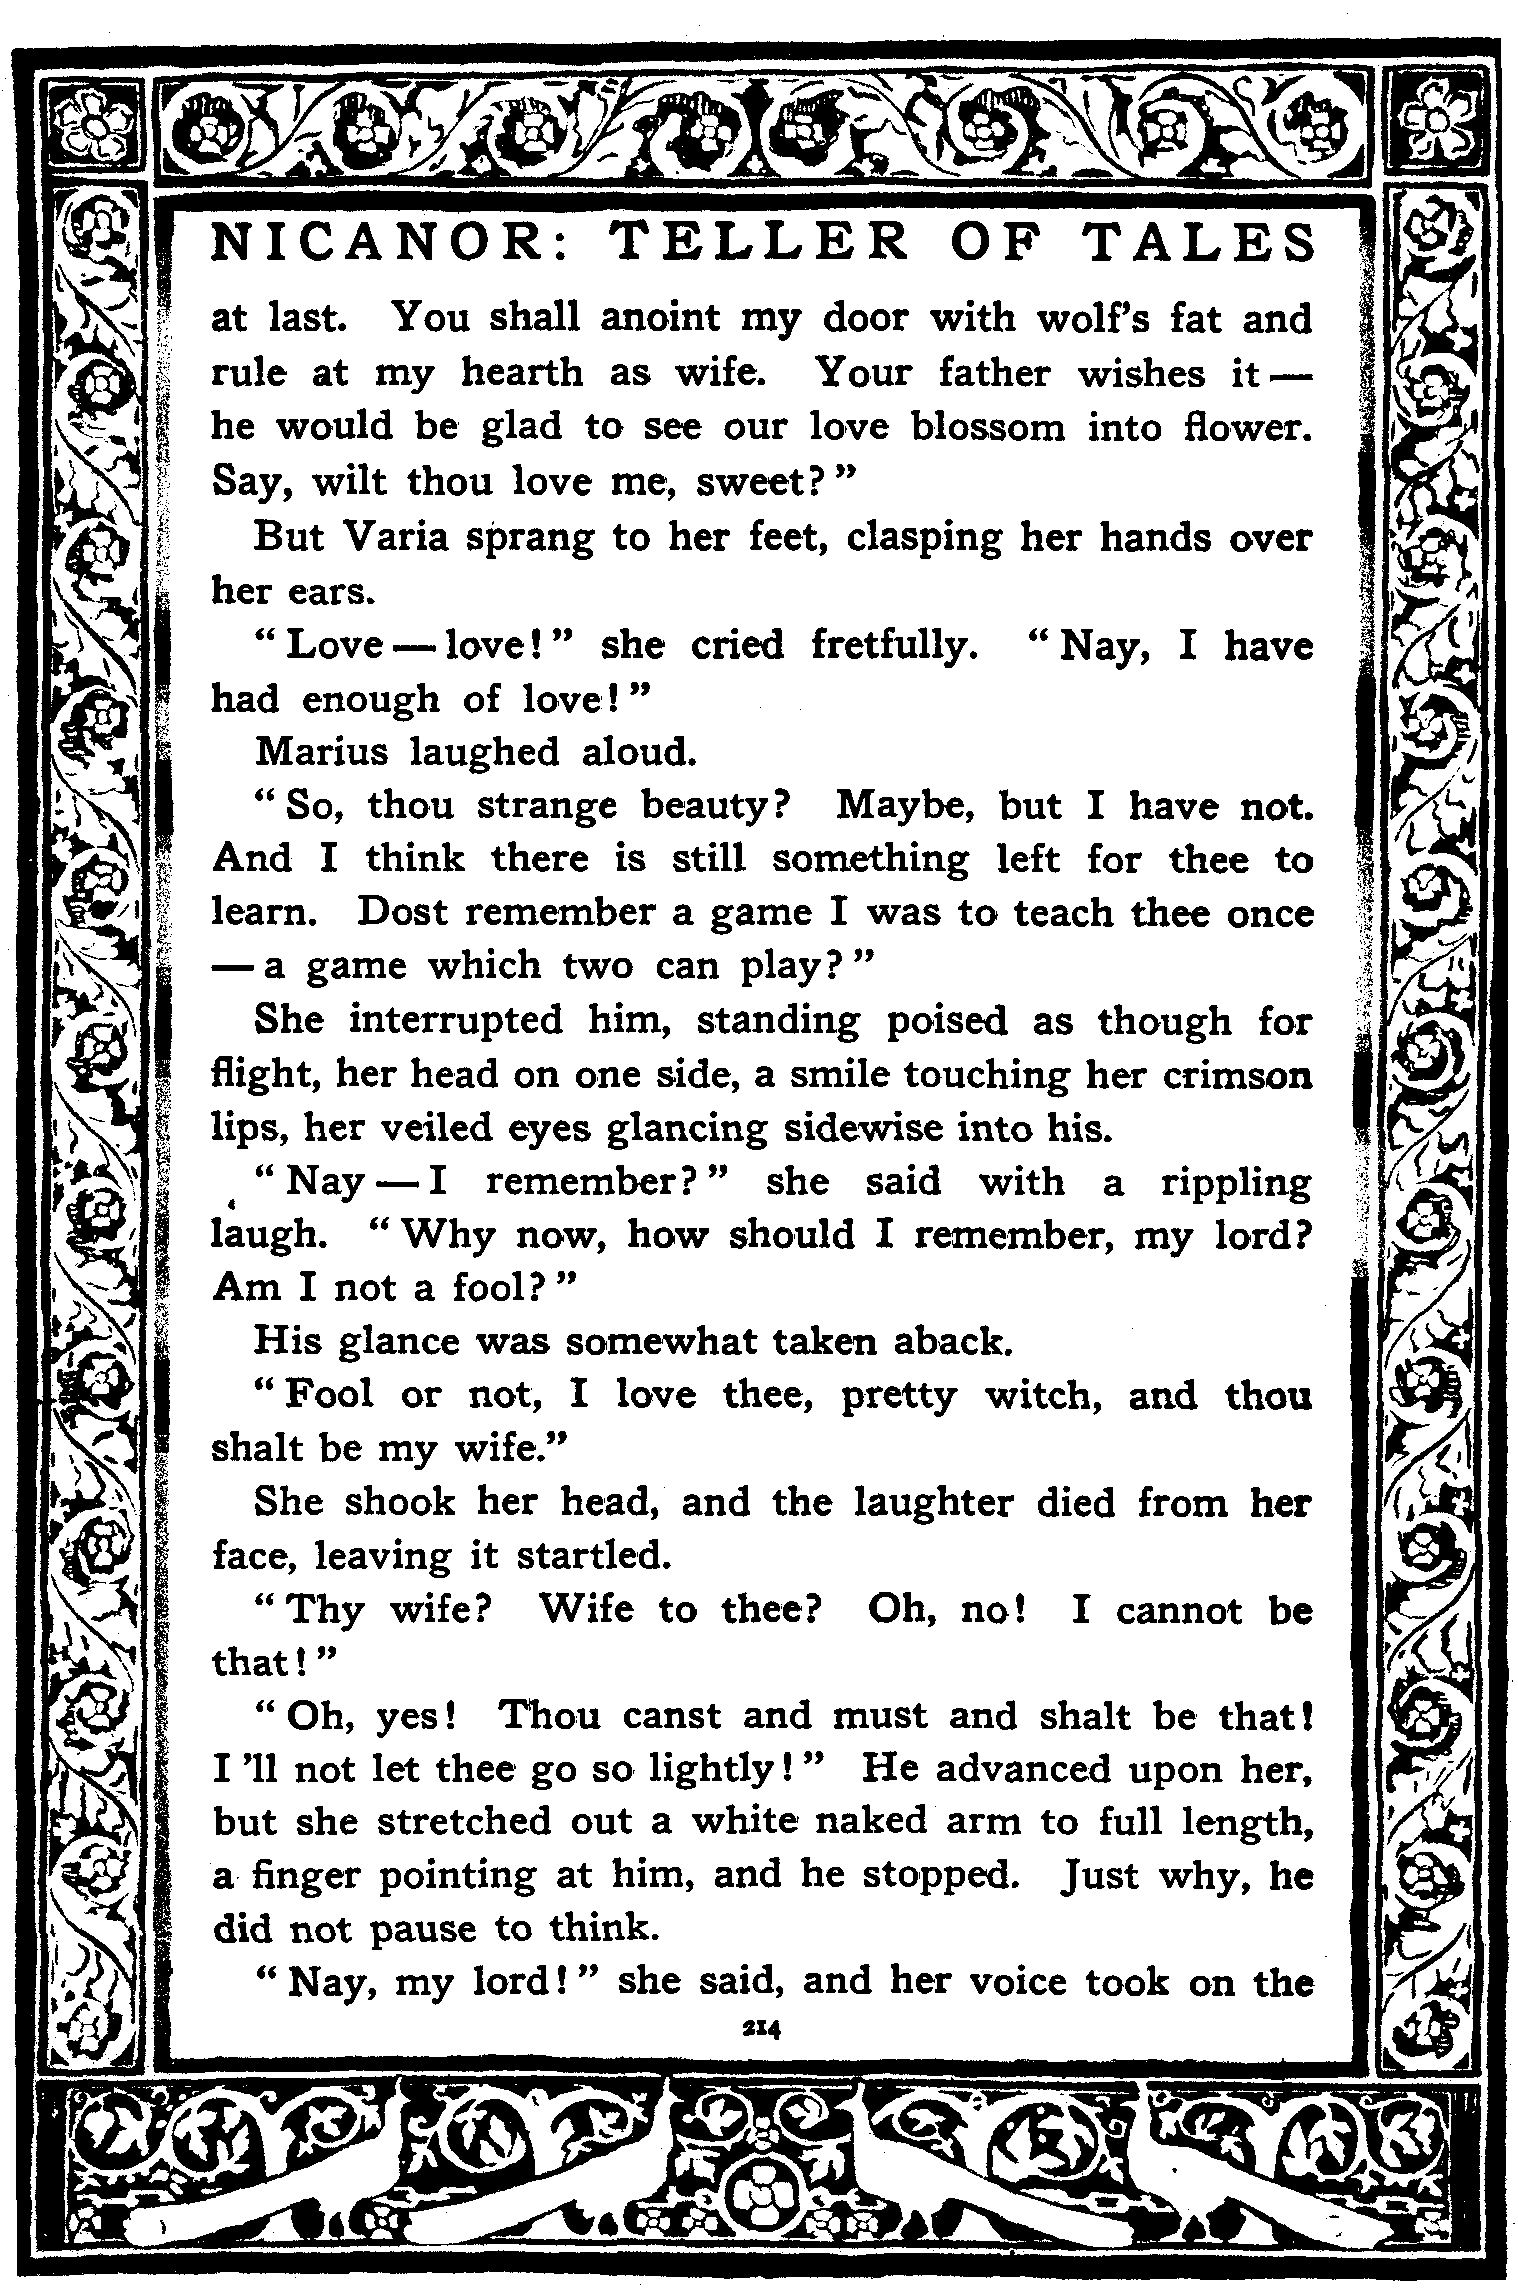 NICANOR: TELLER OF TALES
at last. You shall anoint my door with wolf's fat and
rule at my hearth as wife. Your father wishes it—
he would be glad to see our love blossom into flower.
Say, wilt thou love me, sweet?"
But Varia sprang to her feet, clasping her hands over
her ears.
"Love—love!" she cried fretfully. "Nay, I have
had enough of love!"
Marius laughed aloud.
"So, thou strange beauty? Maybe, but I have not.
And I think there is still something left for thee to
learn. Dost remember a game I was to teach thee once
—a game which two can play?"
She interrupted him, standing poised as though for
flight, her head on one side, a smile touching her crimson
lips, her veiled eyes glancing sidewise into his.
"Nay—I remember?" she said with a rippling
laugh. "Why now, how should I remember, my lord?
Am I not a fool?"
His glance was somewhat taken aback.
"Fool or not, I love thee, pretty witch, and thou
shalt be my wife."
She shook her head, and the laughter died from her
face, leaving it startled.
"Thy wife? Wife to thee? Oh, no! I cannot be
that!"
"Oh, yes! Thou canst and must and shalt be that!
I'll not let thee go so lightly!" He advanced upon her,
but she stretched out a white naked arm to full length,
a finger pointing at him, and he stopped. Just why, he
did not pause to think.
"Nay, my lord!" she said, and her voice took on the
214